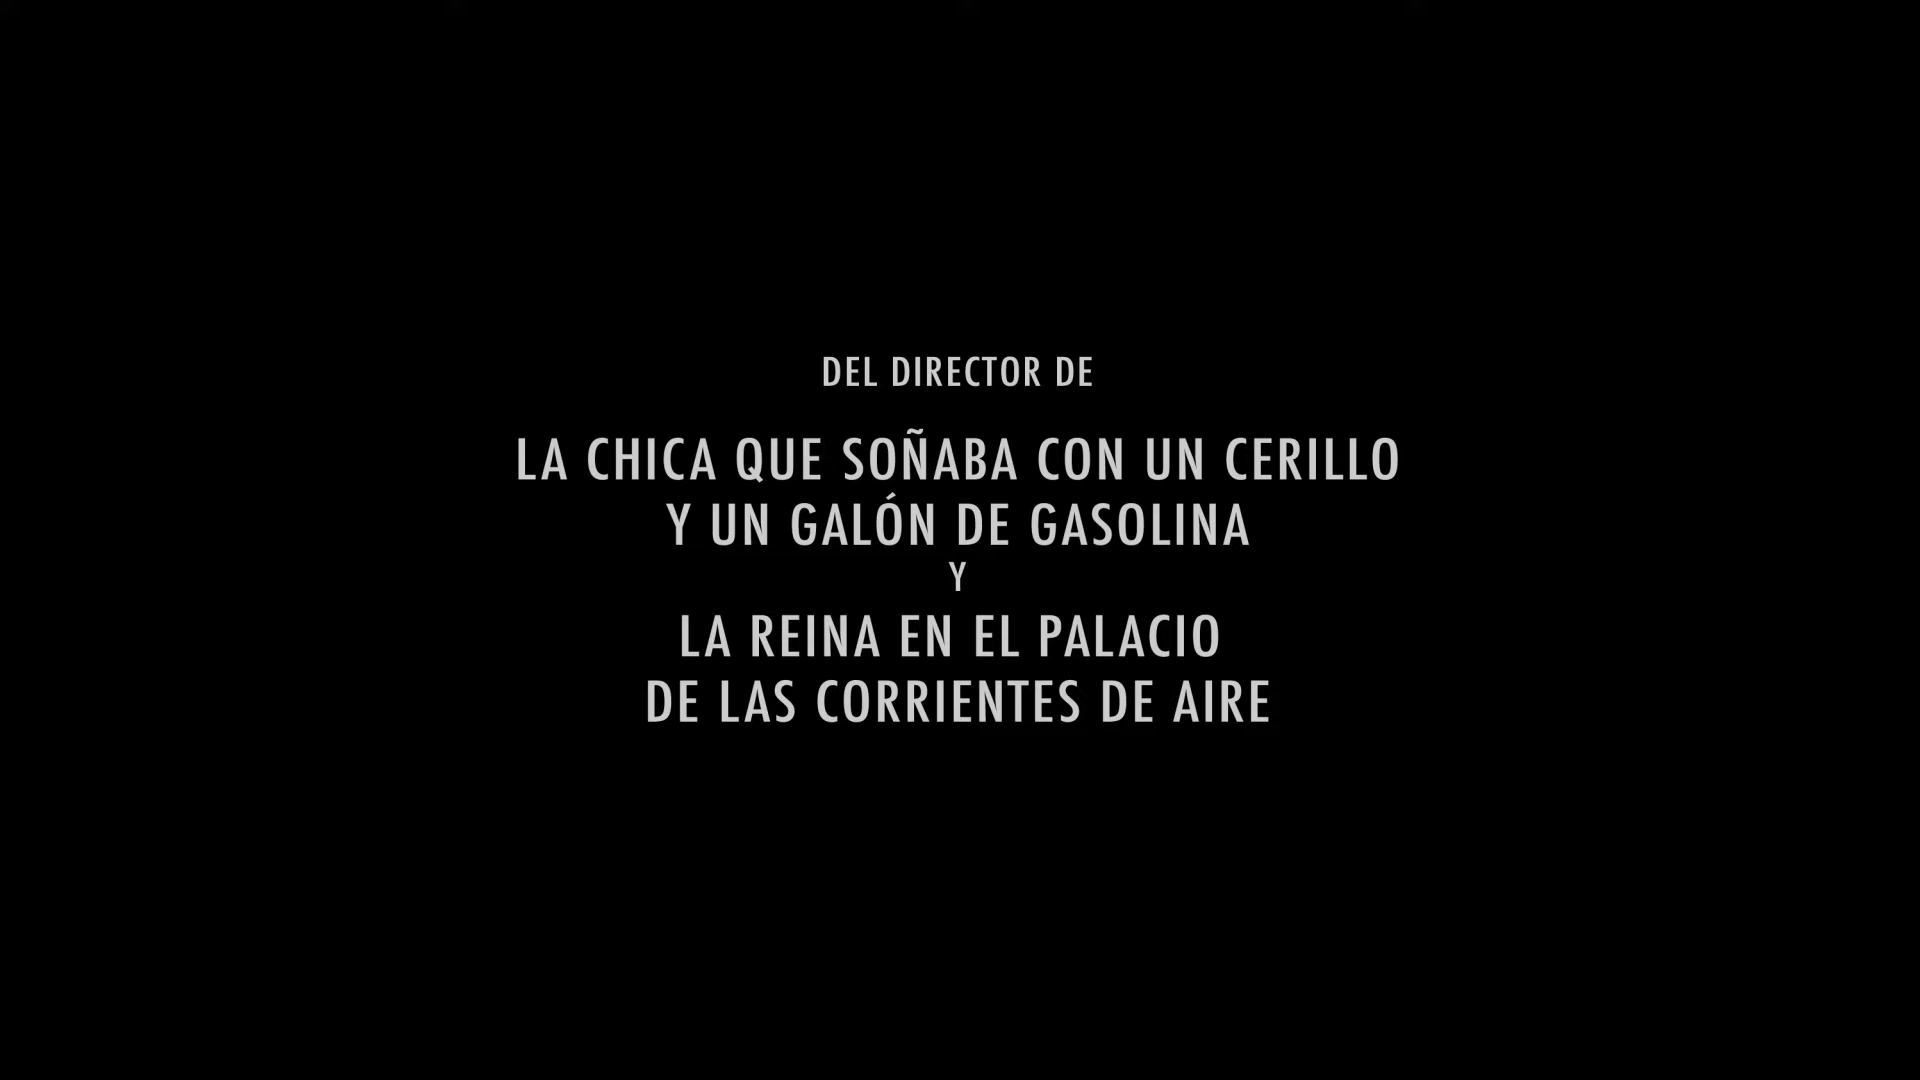 DEL DIRECTOR DE
LA CHICA QUE SOÑABA CON UN CERILLO
Y UN GALÓN DE GASOLINA
Y
LA REINA EN EL PALACIO
DE LAS CORRIENTES DE AIRE